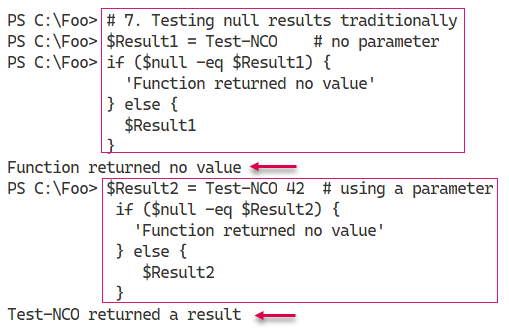 PS C:\Foo> # 7. Testing null results traditionally
PS C:\Foo> $Result1 = Test-NCO    # no parameter
PS C:\Foo> if ($null -eq $Result1) {
             'Function returned no value'
           } else {
             $Result1
           }
Function returned no value
PS C:\Foo> $Result2 = Test-NCO 42  # using a parameter
            if ($null -eq $Result2) {
              'Function returned no value'
            } else {
               $Result2
            }
Test-NCO returned a result